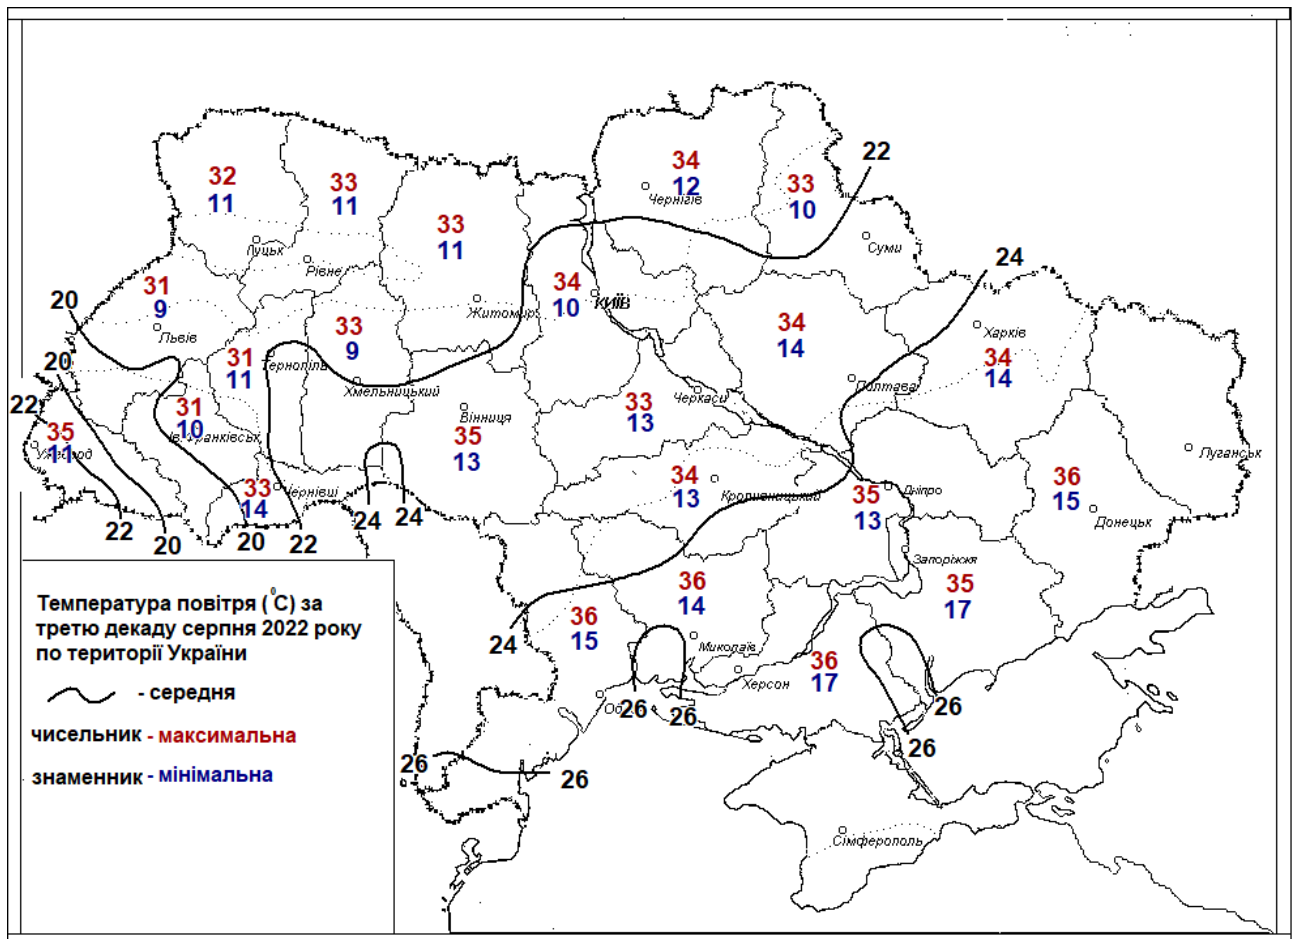 34
12
Чернігів
22
33
10
32
11
33
11
33
11
Суми
Луцьк
Рівне
24
31
9
34
10
КИЇВ
20
Житомир
Львів
33
9
34
14
Харків
34
14
20
31
11
Тернопіль
Хмельницький
Полтава
22
31
10
Ів.Франківськ
33
13
Черкаси
35
11
Ужгород
Вінниця
35
13
Луганськ
33
14
Чернівці
34
13
Кропивницький
35
13
Дніпро
36
15
Донецьк
22
20
20
22
24
24
Запоріжжя
35
17
36
14
36
15
24
Миколаїв
36
17
Херсон
26
26
26
26
26
26
Сімферополь
Температура повітря (°С) за
третю декаду серпня 2022 року
по території України
- середня
чисельник - максимальна
знаменник - мінімальна